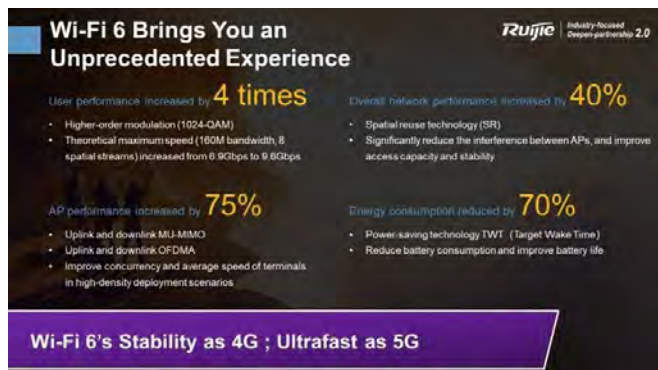 Wi-Fi 6 Brings You an
Unprecedented Experience
Ruijie
Industry-focused
Deepen-partnership 2.0
User performance increased by 4 times
• Higher-order modulation (1024-QAM)
• Theoretical maximum speed (160M bandwidth, 8
spatial streams) increased from 6.9Gbps to 9.6Gbps
Overall network performance increased by 40%
• Spatial reuse technology (SR)
• Significantly reduce the interference between APs, and improve
access capacity and stability
AP performance increased by 75%
• Uplink and downlink MU-MIMO
• Uplink and downlink OFDMA
• Improve concurrency and average speed of terminals
in high-density deployment scenarios
Energy consumption reduced by 70%
• Power-saving technology TWT (Target Wake Time)
• Reduce battery consumption and improve battery life
Wi-Fi 6's Stability as 4G ; Ultrafast as 5G